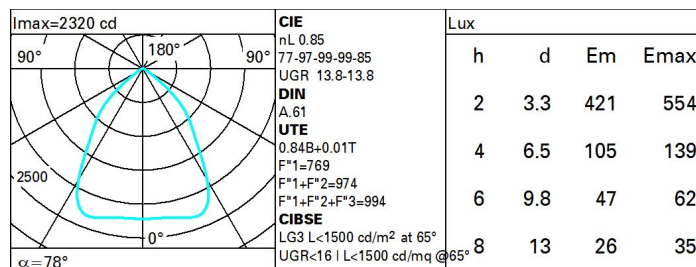 Imax=2320 cd
90°
180°
90°
2500
0°
α=78°
CIE
nL 0.85
77-97-99-99-85
UGR 13.8-13.8
DIN
A.61
UTE
0.84B+0.01T
F"1=769
F"1+F"2=974
F"1+F"2+F"3=994
CIBSE
LG3 L<1500 cd/m² at 65°
UGR<16 | L<1500 cd/mq @65°
Lux
h d Em Emax
2 3.3 421 554
4 6.5 105 139
6 9.8 47 62
8 13 26 35